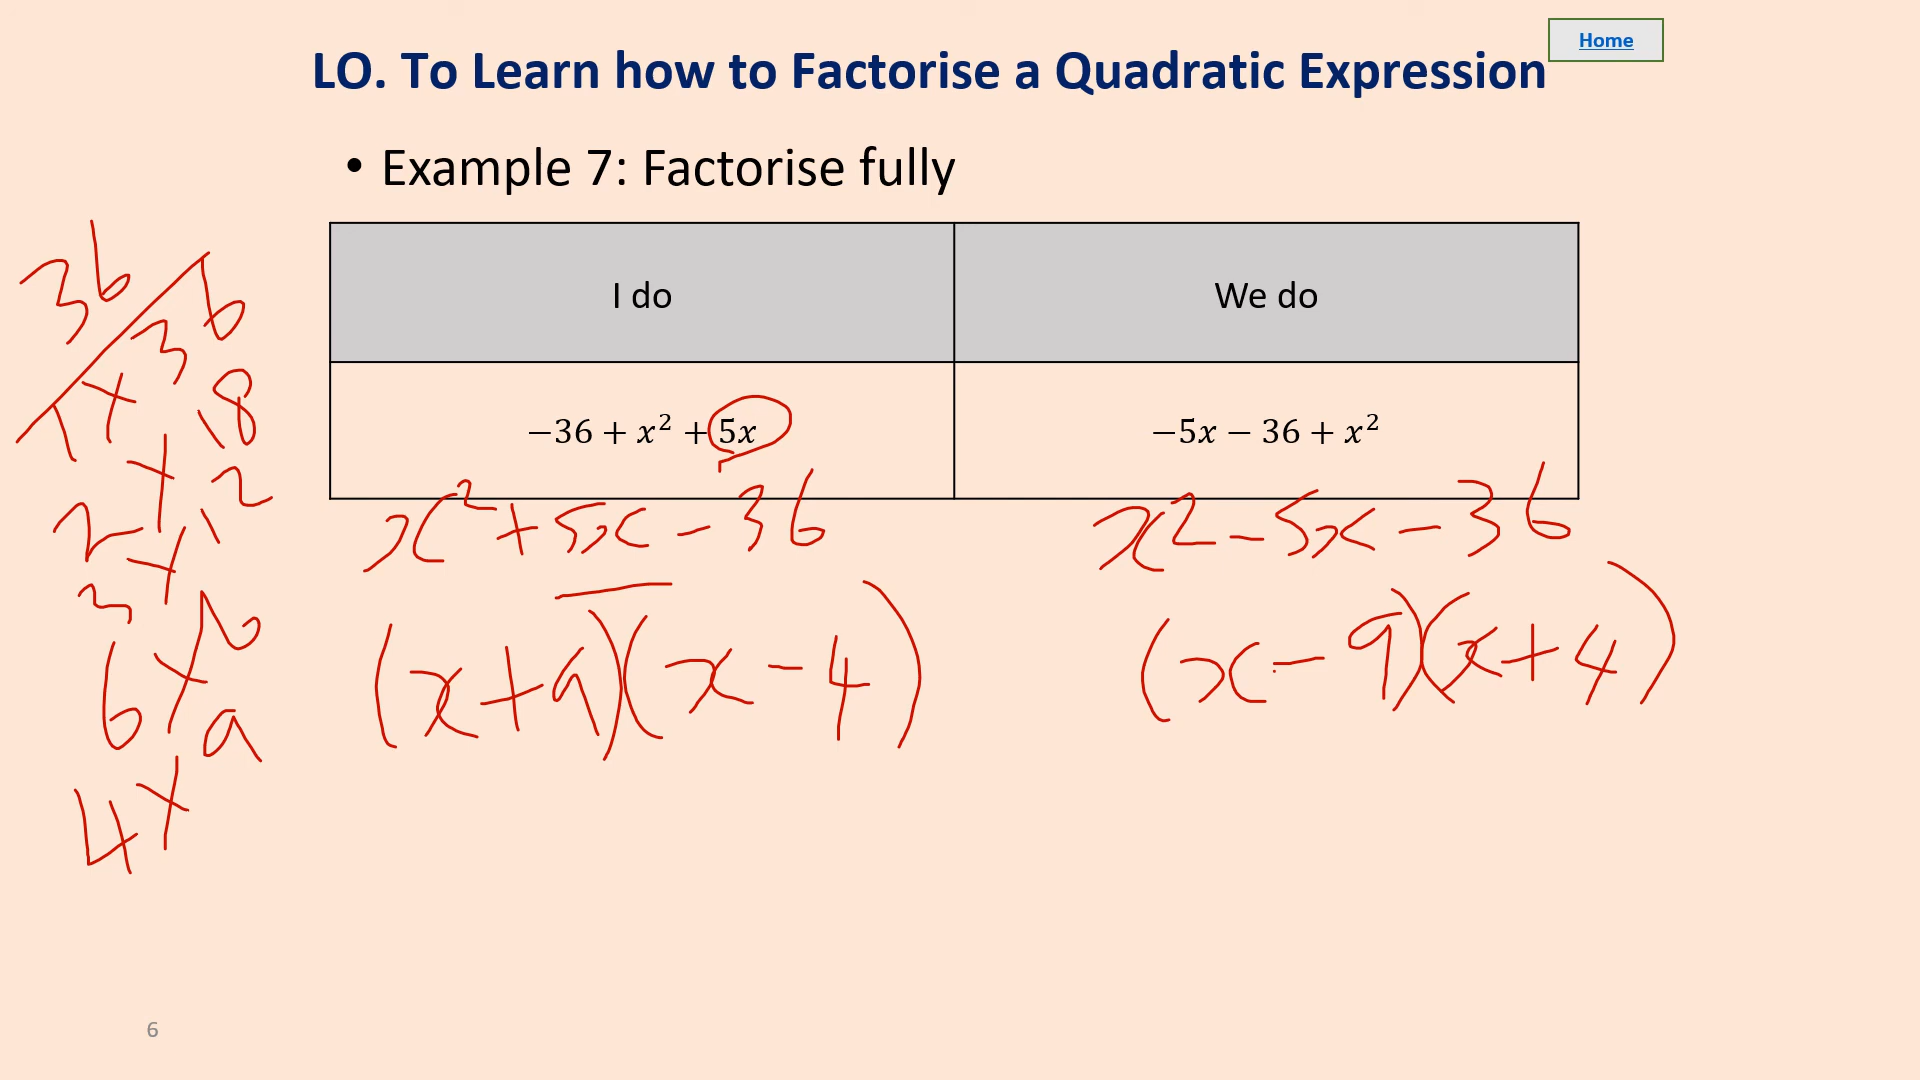 Home
LO. To Learn how to Factorise a Quadratic Expression
• Example 7: Factorise fully
I do
We do
−36 + x² + 5x
−5x − 36 + x²
x² + 5x − 36
x² − 5x − 36
(x + 9)(x − 4)
(x − 9)(x + 4)
36
1 × 36
2 × 18
3 × 12
6 × 6
4 × 9
6